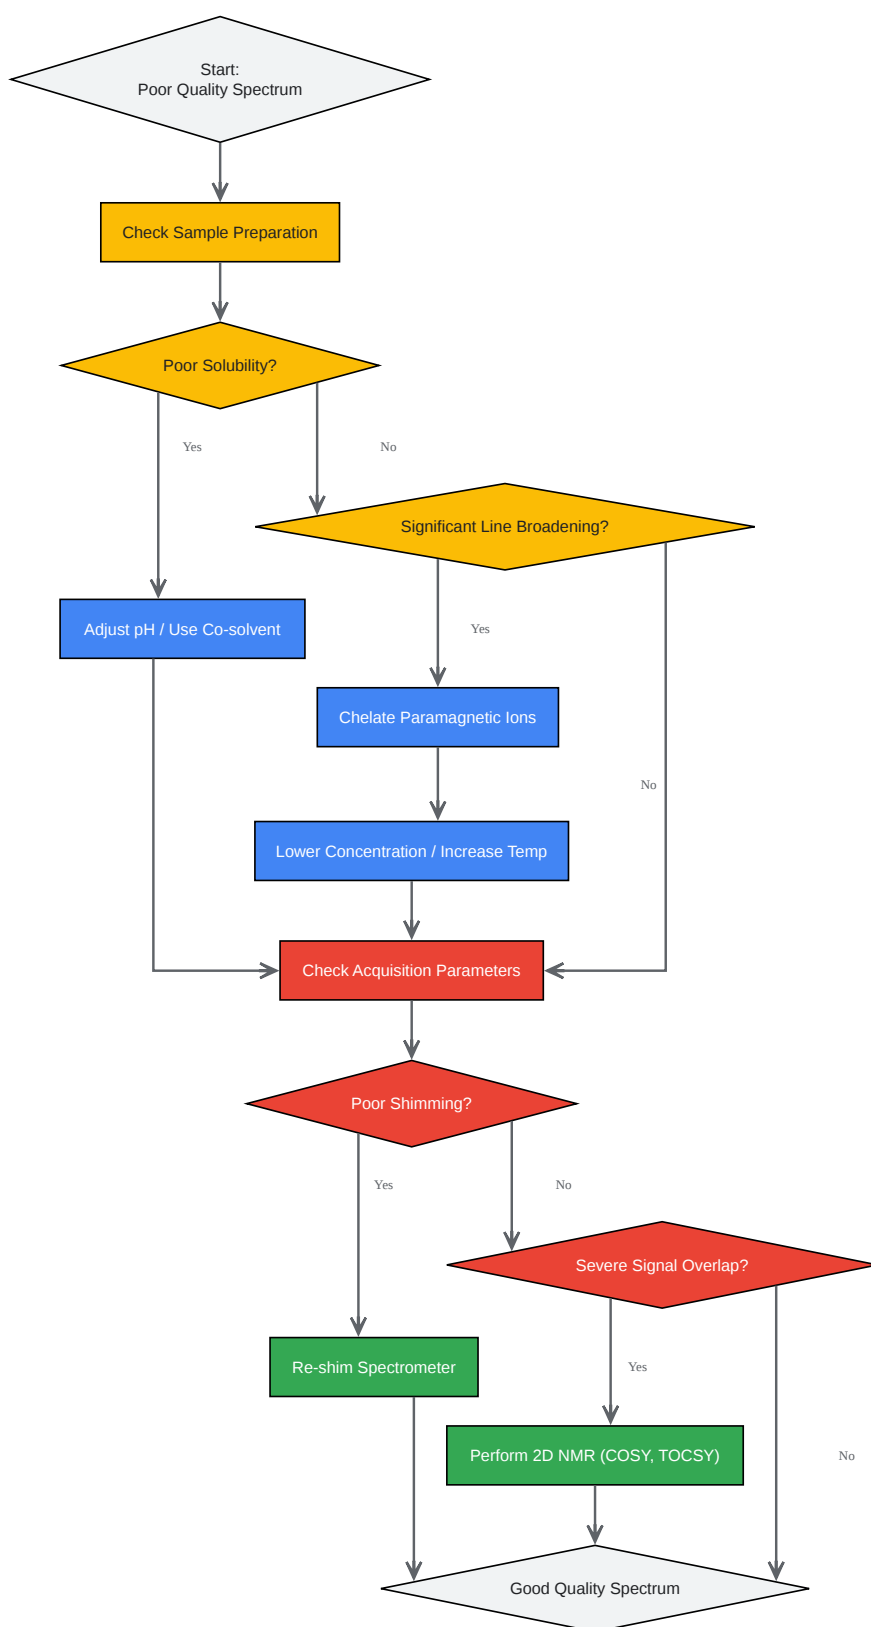 Start:
Poor Quality Spectrum
Check Sample Preparation
Poor Solubility?
Yes
No
Significant Line Broadening?
Adjust pH / Use Co-solvent
Yes
Chelate Paramagnetic Ions
No
Lower Concentration / Increase Temp
Check Acquisition Parameters
Poor Shimming?
Yes
No
Severe Signal Overlap?
Re-shim Spectrometer
Yes
Perform 2D NMR (COSY, TOCSY)
No
Good Quality Spectrum